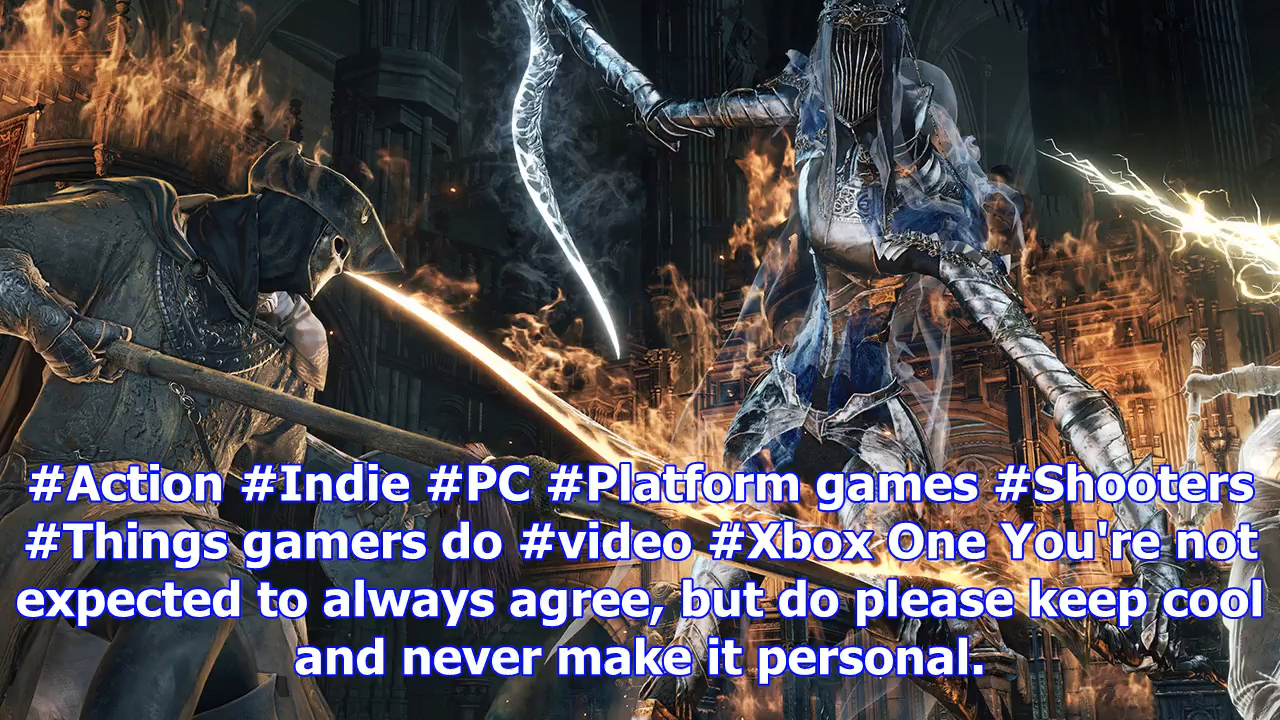 #Action #Indie #PC #Platform games #Shooters
#Things gamers do #video #Xbox One You're not
expected to always agree, but do please keep cool
and never make it personal.